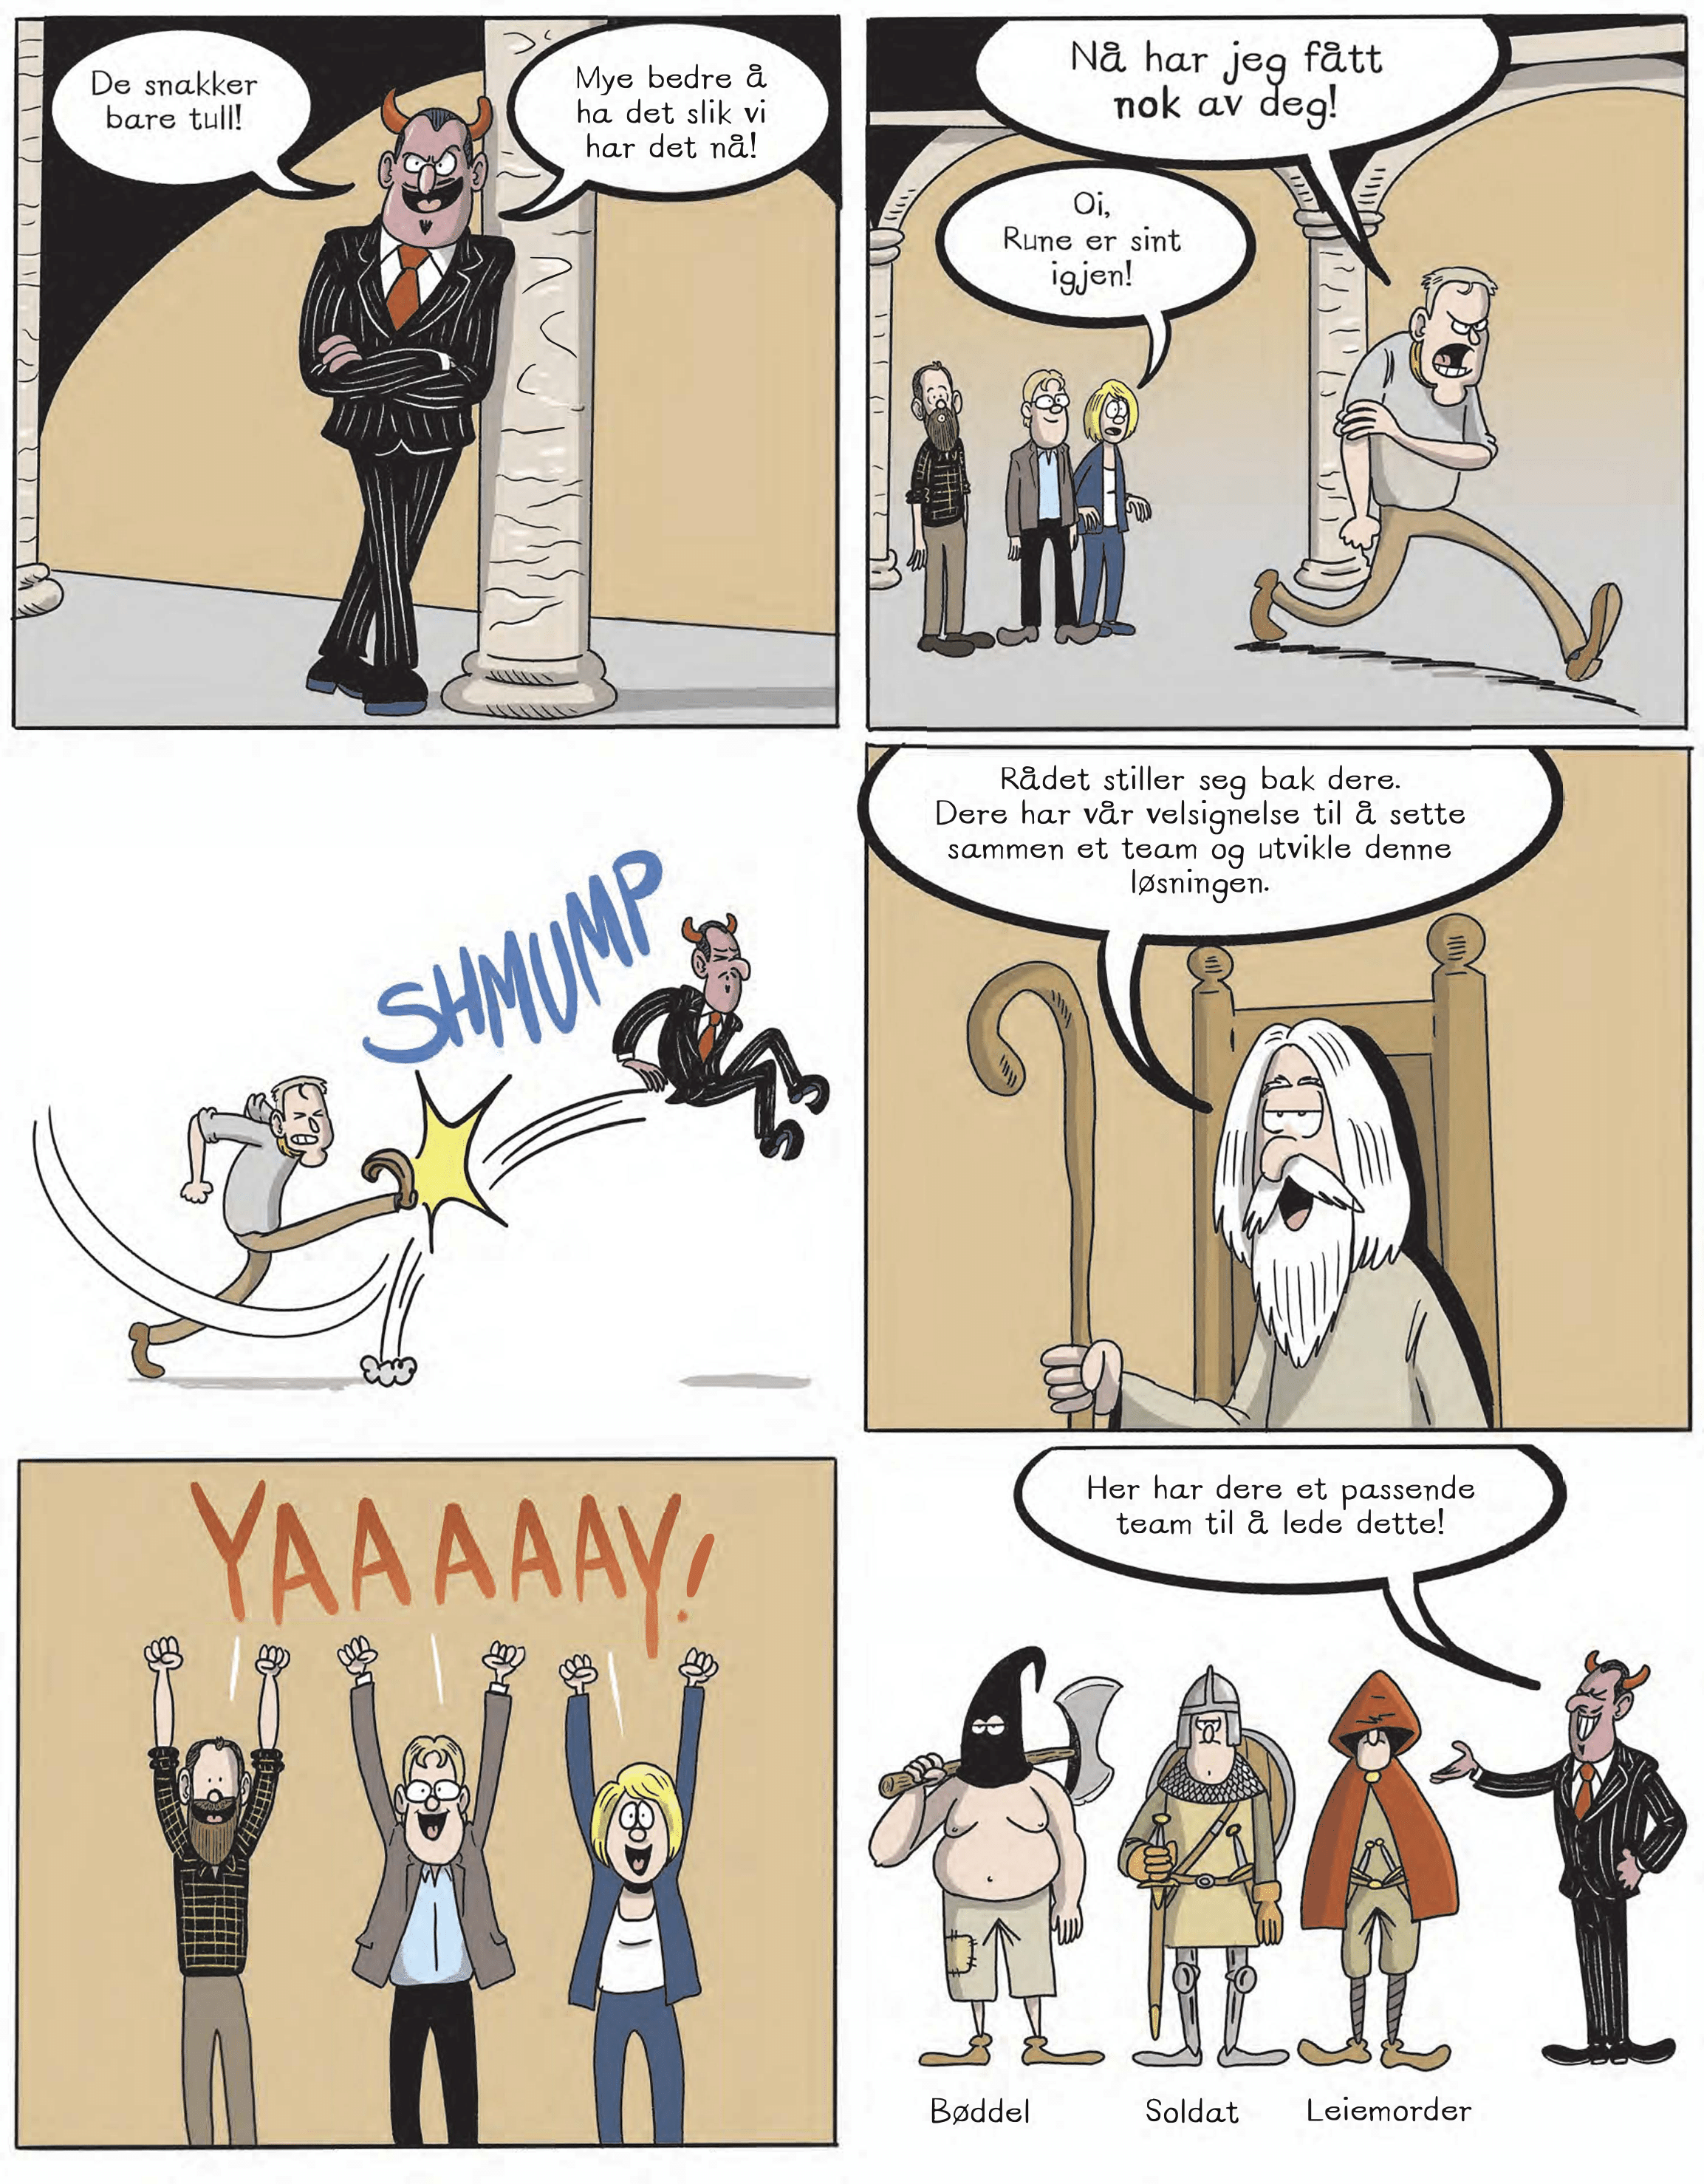 De snakker
bare tull!
Mye bedre å
ha det slik vi
har det nå!
Nå har jeg fått
nok av deg!
Oi,
Rune er sint
igjen!
SHMUMP
Rådet stiller seg bak dere.
Dere har vår velsignelse til å sette
sammen et team og utvikle denne
løsningen.
YAAAAAY!
Her har dere et passende
team til å lede dette!
Bøddel
Soldat
Leiemorder